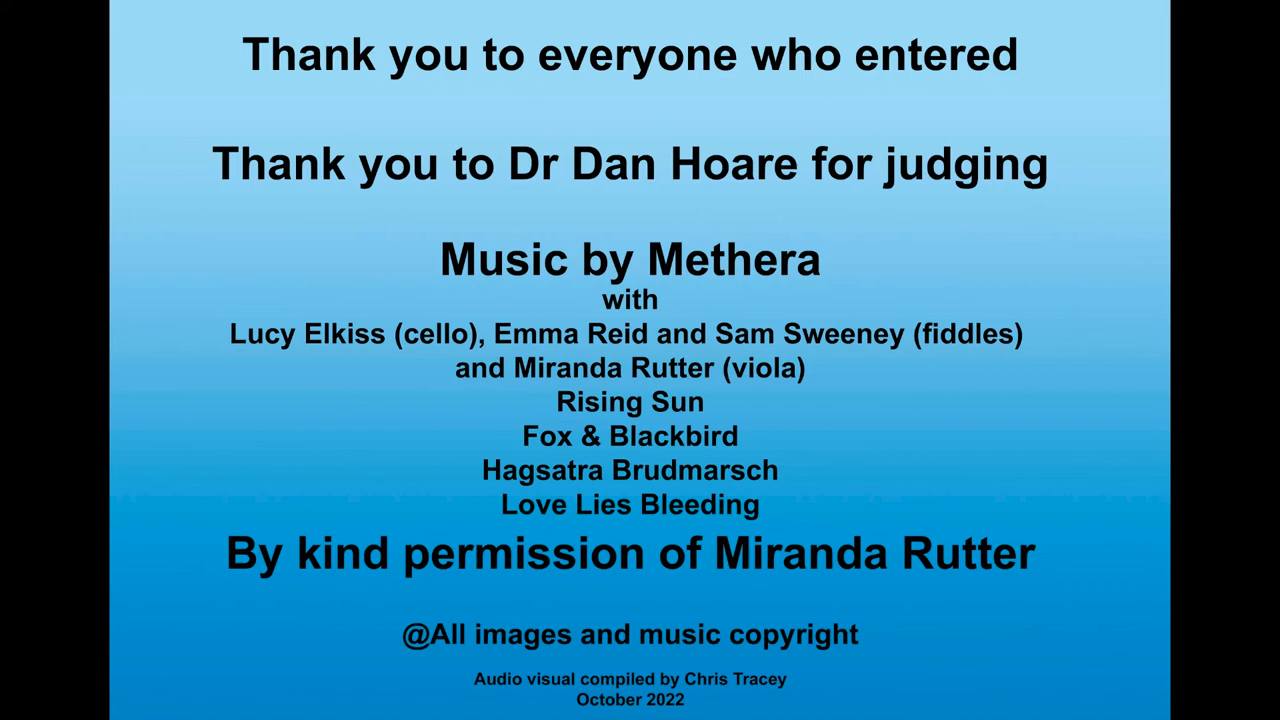 Thank you to everyone who entered
Thank you to Dr Dan Hoare for judging
Music by Methera
with
Lucy Elkiss (cello), Emma Reid and Sam Sweeney (fiddles)
and Miranda Rutter (viola)
Rising Sun
Fox & Blackbird
Hagsatra Brudmarsch
Love Lies Bleeding
By kind permission of Miranda Rutter
@All images and music copyright
Audio visual compiled by Chris Tracey
October 2022